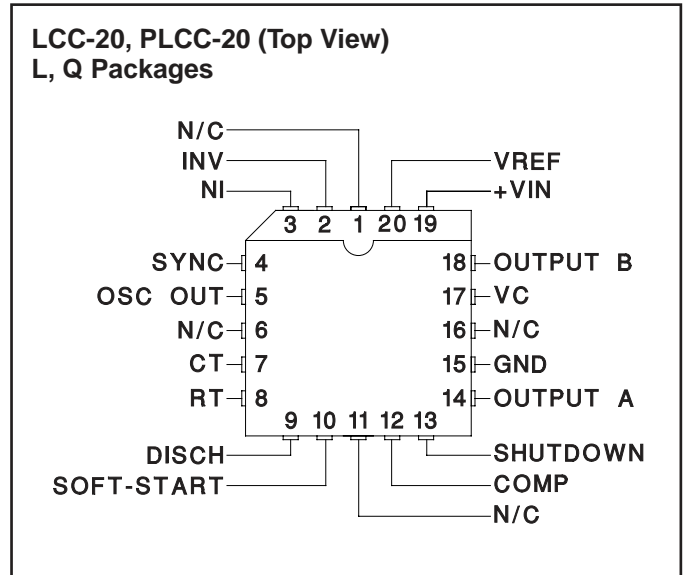 LCC-20, PLCC-20 (Top View)
L, Q Packages
N/C
INV
NI
VREF
+VIN
3 2 1 20 19
SYNC 4
OSC OUT 5
N/C 6
CT 7
RT 8
18 OUTPUT B
17 VC
16 N/C
15 GND
14 OUTPUT A
9 10 11 12 13
DISCH
SOFT-START
SHUTDOWN
COMP
N/C